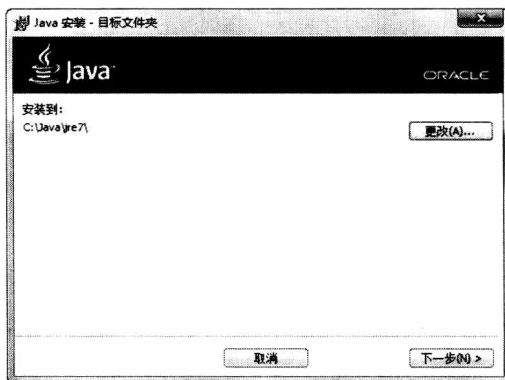 Java 安装 - 目标文件夹
Java
ORACLE
安装到:
C:\Java\jre7\
更改(A)...
取消
下一步(N) >